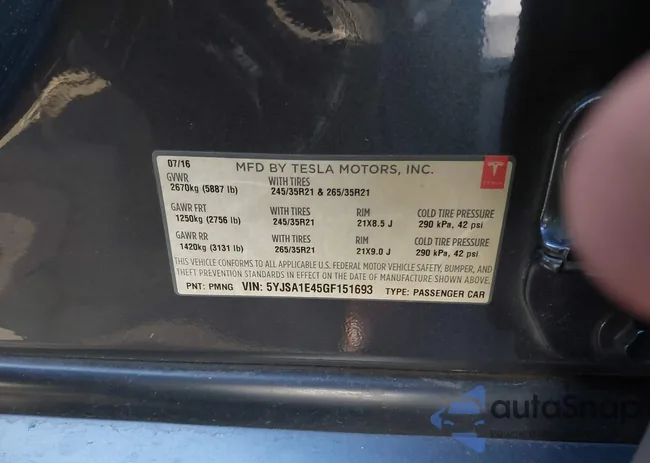 07/16 MFD BY TESLA MOTORS, INC.
GVWR WITH TIRES
2670kg (5887 lb) 245/35R21 & 265/35R21
GAWR FRT WITH TIRES RIM COLD TIRE PRESSURE
1250kg (2756 lb) 245/35R21 21X8.5 J 290 kPa, 42 psi
GAWR RR WITH TIRES RIM COLD TIRE PRESSURE
1420kg (3131 lb) 265/35R21 21X9.0 J 290 kPa, 42 psi
THIS VEHICLE CONFORMS TO ALL APPLICABLE U.S. FEDERAL MOTOR VEHICLE SAFETY, BUMPER, AND
THEFT PREVENTION STANDARDS IN EFFECT ON THE DATE OF MANUFACTURE SHOWN ABOVE.
PNT: PMNG VIN: 5YJSA1E45GF151693 TYPE: PASSENGER CAR
TESLA
autoSnap